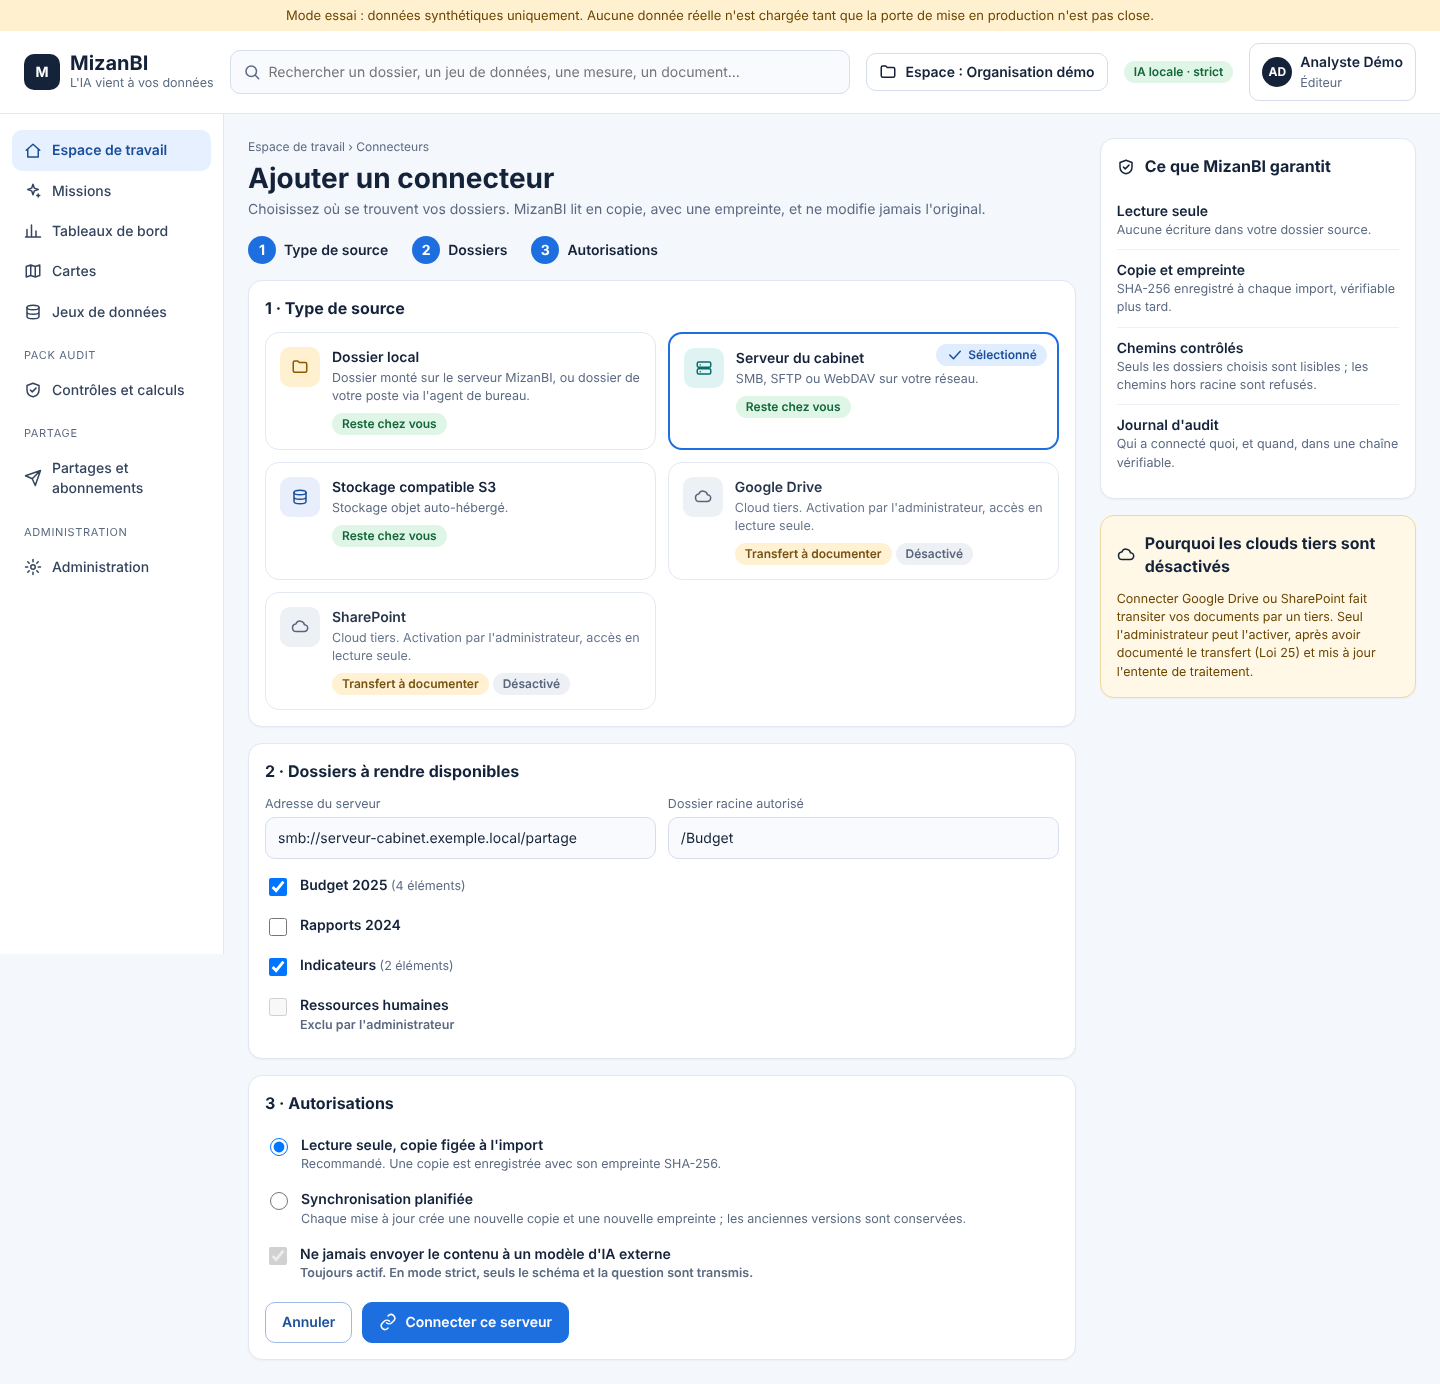 Mode essai : données synthétiques uniquement. Aucune donnée réelle n'est chargée tant que la porte de mise en production n'est pas close.
M
MizanBI
L'IA vient à vos données
Rechercher un dossier, un jeu de données, une mesure, un document...
Espace : Organisation démo
IA locale · strict
AD
Analyste Démo
Éditeur
Espace de travail
Missions
Tableaux de bord
Cartes
Jeux de données
PACK AUDIT
Contrôles et calculs
PARTAGE
Partages et
abonnements
ADMINISTRATION
Administration
Espace de travail › Connecteurs
Ajouter un connecteur
Choisissez où se trouvent vos dossiers. MizanBI lit en copie, avec une empreinte, et ne modifie jamais l'original.
1 Type de source
2 Dossiers
3 Autorisations
1 · Type de source
Dossier local
Dossier monté sur le serveur MizanBI, ou dossier de
votre poste via l'agent de bureau.
Reste chez vous
Serveur du cabinet
Sélectionné
SMB, SFTP ou WebDAV sur votre réseau.
Reste chez vous
Stockage compatible S3
Stockage objet auto-hébergé.
Reste chez vous
Google Drive
Cloud tiers. Activation par l'administrateur, accès en
lecture seule.
Transfert à documenter
Désactivé
SharePoint
Cloud tiers. Activation par l'administrateur, accès en
lecture seule.
Transfert à documenter
Désactivé
2 · Dossiers à rendre disponibles
Adresse du serveur
smb://serveur-cabinet.exemple.local/partage
Dossier racine autorisé
/Budget
Budget 2025 (4 éléments)
Rapports 2024
Indicateurs (2 éléments)
Ressources humaines
Exclu par l'administrateur
3 · Autorisations
Lecture seule, copie figée à l'import
Recommandé. Une copie est enregistrée avec son empreinte SHA-256.
Synchronisation planifiée
Chaque mise à jour crée une nouvelle copie et une nouvelle empreinte ; les anciennes versions sont conservées.
Ne jamais envoyer le contenu à un modèle d'IA externe
Toujours actif. En mode strict, seuls le schéma et la question sont transmis.
Annuler
Connecter ce serveur
Ce que MizanBI garantit
Lecture seule
Aucune écriture dans votre dossier source.
Copie et empreinte
SHA-256 enregistré à chaque import, vérifiable
plus tard.
Chemins contrôlés
Seuls les dossiers choisis sont lisibles ; les
chemins hors racine sont refusés.
Journal d'audit
Qui a connecté quoi, et quand, dans une chaîne
vérifiable.
Pourquoi les clouds tiers sont
désactivés
Connecter Google Drive ou SharePoint fait
transiter vos documents par un tiers. Seul
l'administrateur peut l'activer, après avoir
documenté le transfert (Loi 25) et mis à jour
l'entente de traitement.